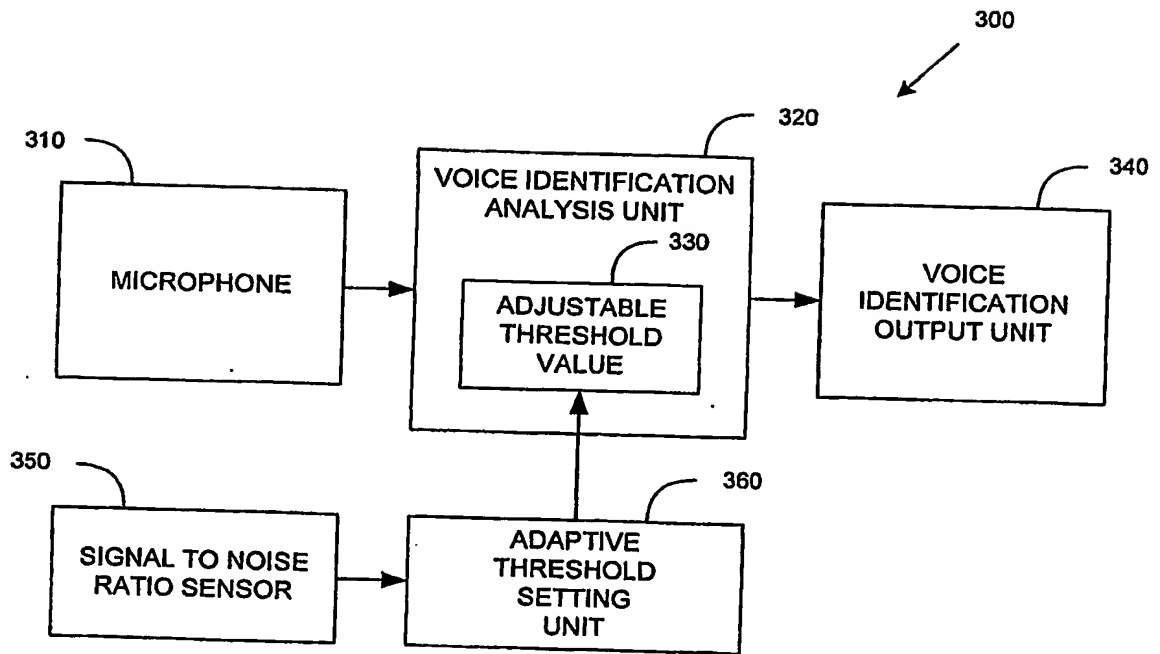 300
310
MICROPHONE
320
VOICE IDENTIFICATION
ANALYSIS UNIT
330
ADJUSTABLE
THRESHOLD
VALUE
340
VOICE
IDENTIFICATION
OUTPUT UNIT
350
SIGNAL TO NOISE
RATIO SENSOR
360
ADAPTIVE
THRESHOLD
SETTING
UNIT